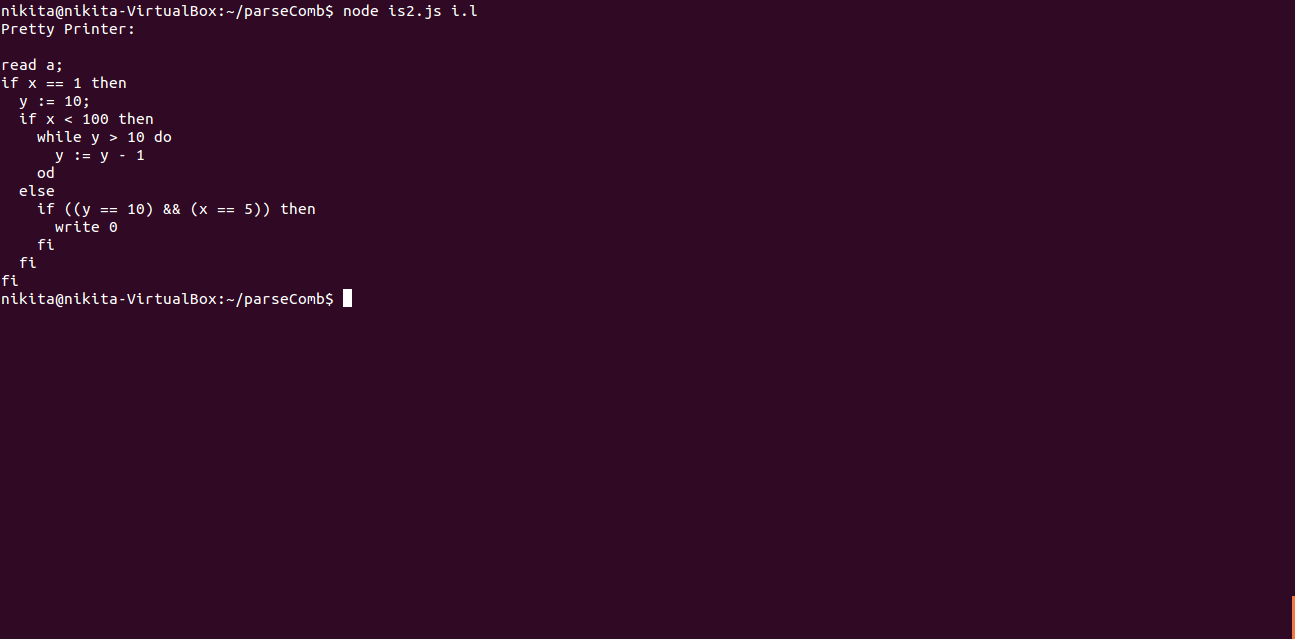 nikita@nikita-VirtualBox:~/parseComb$ node is2.js i.l
Pretty Printer:

read a;
if x == 1 then
  y := 10;
  if x < 100 then
    while y > 10 do
      y := y - 1
    od
  else
    if ((y == 10) && (x == 5)) then
      write 0
    fi
  fi
fi
nikita@nikita-VirtualBox:~/parseComb$